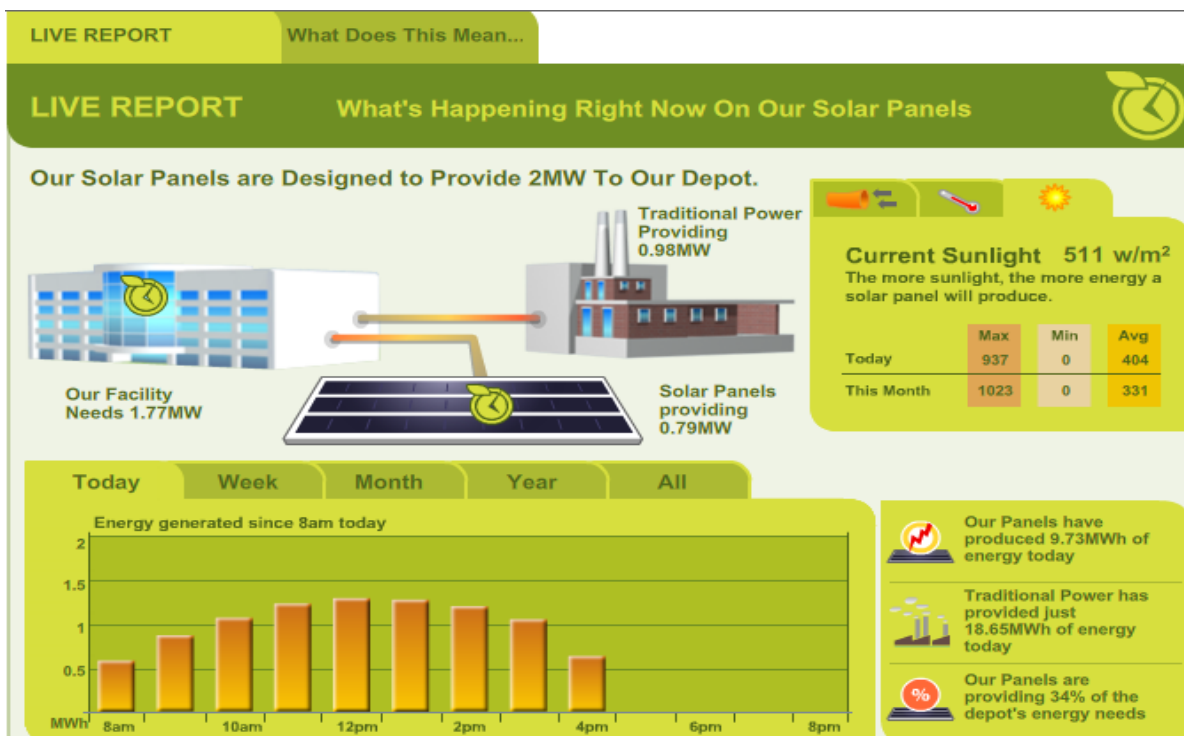 LIVE REPORT
What Does This Mean...
LIVE REPORT
What's Happening Right Now On Our Solar Panels
Our Solar Panels are Designed to Provide 2MW To Our Depot.
Traditional Power
Providing
0.98MW
Our Facility
Needs 1.77MW
Solar Panels
providing
0.79MW
Current Sunlight 511 w/m²
The more sunlight, the more energy a
solar panel will produce.
Max Min Avg
Today 937 0 404
This Month 1023 0 331
Today Week Month Year All
Energy generated since 8am today
2
1.5
1
0.5
MWh
8am 10am 12pm 2pm 4pm 6pm 8pm
Our Panels have
produced 9.73MWh of
energy today
Traditional Power has
provided just
18.65MWh of energy
today
%
Our Panels are
providing 34% of the
depot's energy needs